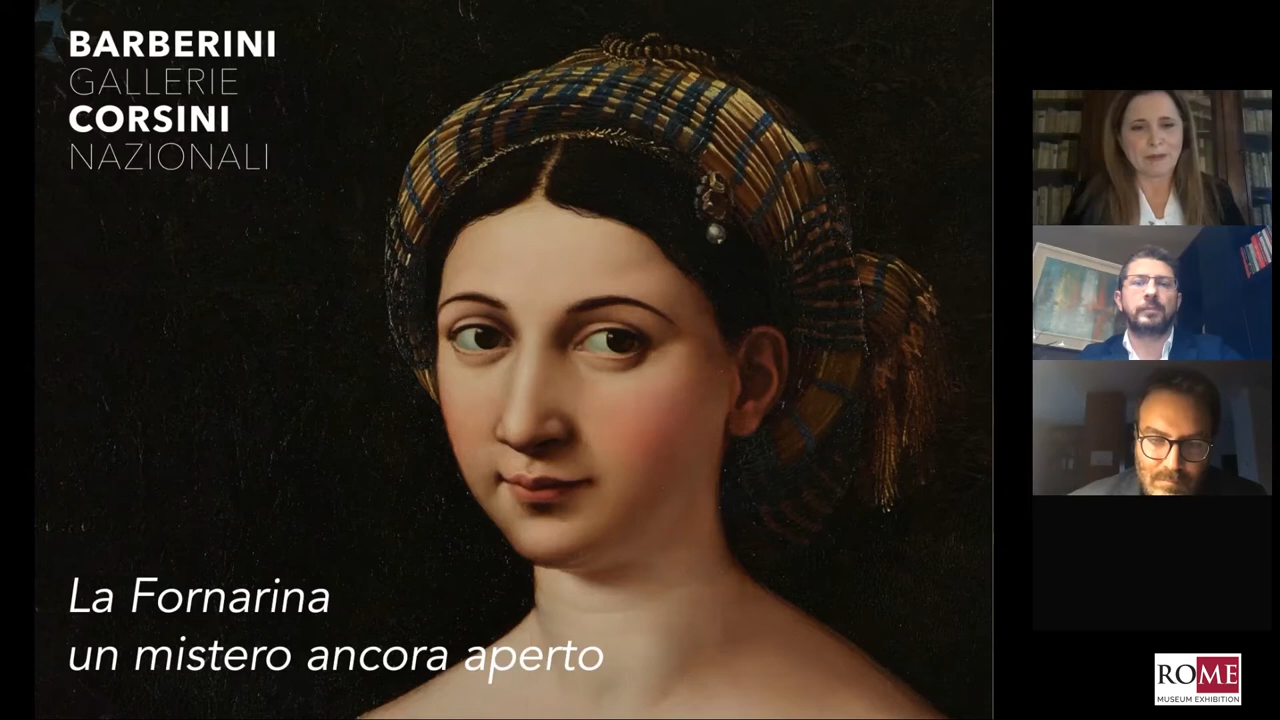 BARBERINI
GALLERIE
CORSINI
NAZIONALI
La Fornarina
un mistero ancora aperto
ROME
MUSEUM EXHIBITION